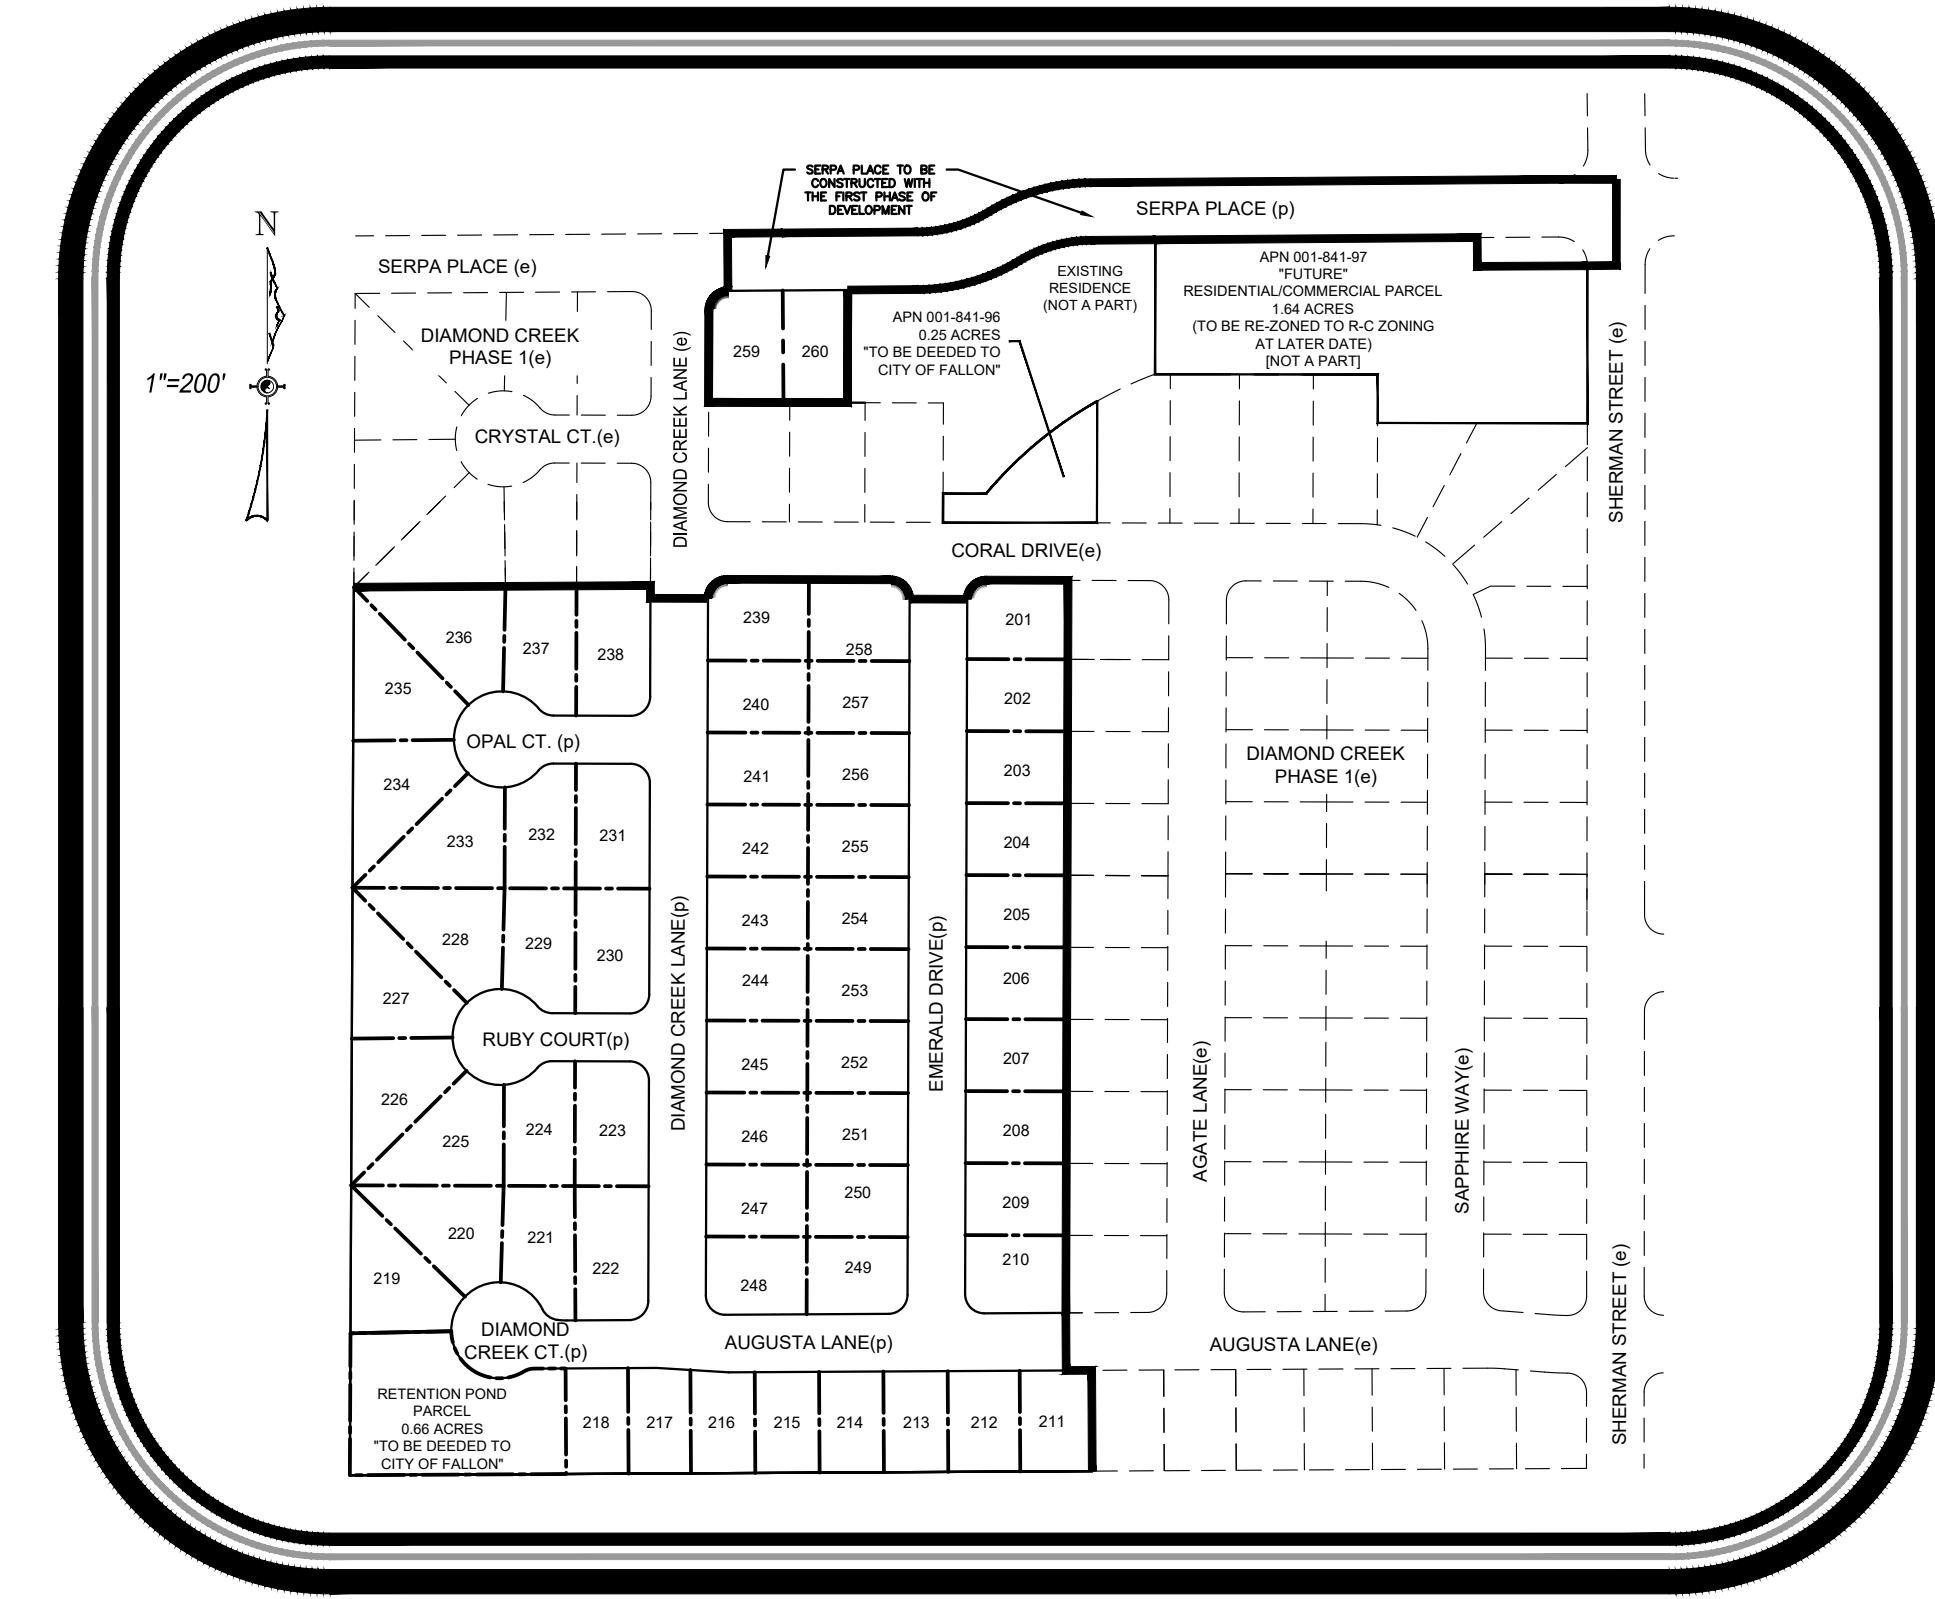 SERPA PLACE TO BE
CONSTRUCTED WITH
THE FIRST PHASE OF
DEVELOPMENT
N
1"=200'
SERPA PLACE (p)
SERPA PLACE (e)
EXISTING
RESIDENCE
(NOT A PART)
APN 001-841-97
"FUTURE"
RESIDENTIAL/COMMERCIAL PARCEL
1.64 ACRES
(TO BE RE-ZONED TO R-C ZONING
AT LATER DATE)
[NOT A PART]
APN 001-841-96
0.25 ACRES
"TO BE DEEDED TO
CITY OF FALLON"
DIAMOND CREEK
PHASE 1(e)
259
260
CRYSTAL CT.(e)
DIAMOND CREEK LANE (e)
SHERMAN STREET (e)
CORAL DRIVE(e)
236
237
238
235
239
258
201
240
257
202
OPAL CT. (p)
DIAMOND CREEK
PHASE 1(e)
234
241
256
203
233
232
231
242
255
204
228
229
230
243
254
205
227
244
253
206
DIAMOND CREEK LANE(p)
EMERALD DRIVE(p)
RUBY COURT(p)
245
252
207
226
225
224
223
246
251
208
AGATE LANE(e)
SAPPHIRE WAY(e)
247
250
209
220
221
222
219
248
249
210
DIAMOND
CREEK CT.(p)
AUGUSTA LANE(p)
AUGUSTA LANE(e)
SHERMAN STREET (e)
RETENTION POND
PARCEL
0.66 ACRES
"TO BE DEEDED TO
CITY OF FALLON"
218
217
216
215
214
213
212
211